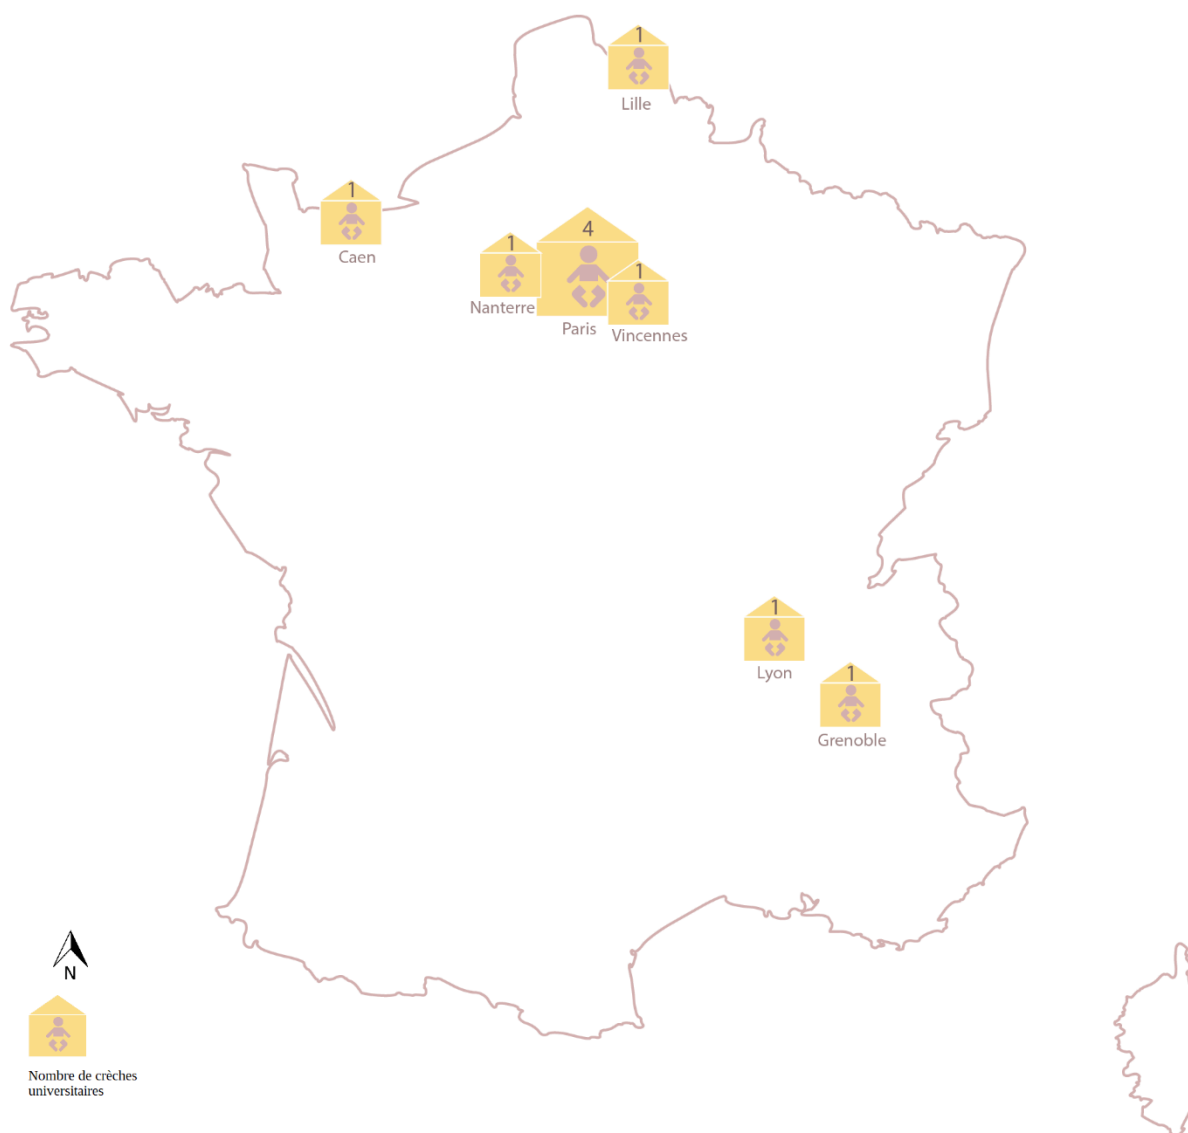 1
Lille
1
Caen
4
1
1
Nanterre
Paris
Vincennes
1
Lyon
1
Grenoble
N
Nombre de crèches
universitaires